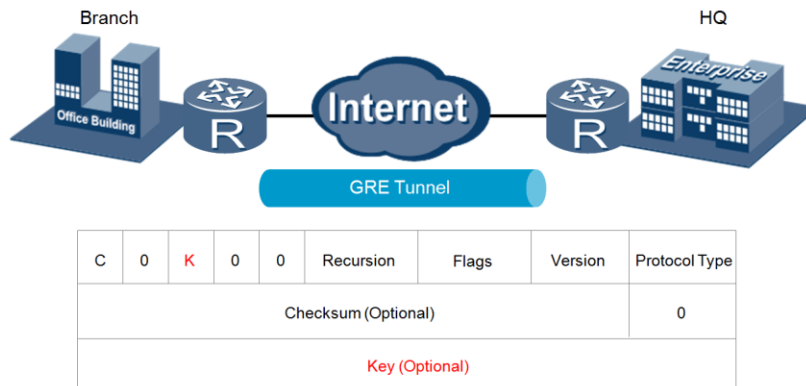 Branch
HQ
Office Building
R
Internet
R
Enterprise
GRE Tunnel
C 0 K 0 0 Recursion Flags Version Protocol Type
Checksum (Optional) 0
Key (Optional)